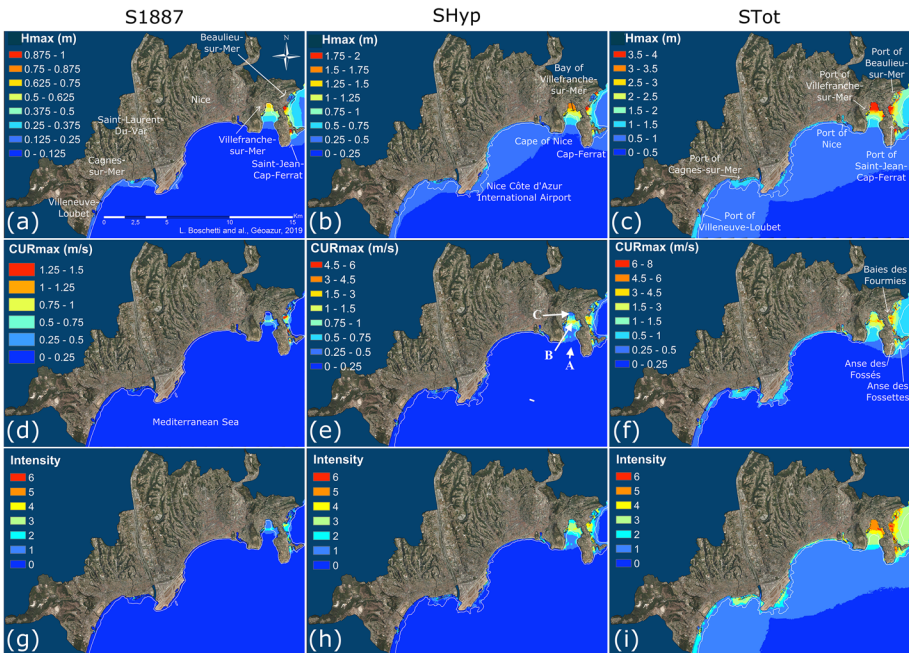 S1887
SHyp
STot
Hmax (m)
0.875 - 1
0.75 - 0.875
0.625 - 0.75
0.5 - 0.625
0.375 - 0.5
0.25 - 0.375
0.125 - 0.25
0 - 0.125
Beaulieu-
sur-Mer
N
Nice
Saint-Laurent-
Du-Var
Cagnes-
sur-Mer
Villeneuve-
Loubet
Villefranche-
sur-Mer
Saint-Jean-
Cap-Ferrat
0 2,5 5 10 15
Km
L. Boschetti and al., Géoazur, 2019
(a)
Hmax (m)
1.75 - 2
1.5 - 1.75
1.25 - 1.5
1 - 1.25
0.75 - 1
0.5 - 0.75
0.25 - 0.5
0 - 0.25
Bay of
Villefranche-
sur-Mer
Cape of Nice
Cap-Ferrat
Nice Côte d'Azur
International Airport
(b)
Hmax (m)
3.5 - 4
3 - 3.5
2.5 - 3
2 - 2.5
1.5 - 2
1 - 1.5
0.5 - 1
0 - 0.5
Port of
Beaulieu-
sur-Mer
Port of
Villefranche-
sur-Mer
Port of
Nice
Port of
Cagnes-sur-Mer
Port of
Saint-Jean-
Cap-Ferrat
Port of
Villeneuve-Loubet
(c)
CURmax (m/s)
1.25 - 1.5
1 - 1.25
0.75 - 1
0.5 - 0.75
0.25 - 0.5
0 - 0.25
Mediterranean Sea
(d)
CURmax (m/s)
4.5 - 6
3 - 4.5
1.5 - 3
1 - 1.5
0.75 - 1
0.5 - 0.75
0.25 - 0.5
0 - 0.25
C
B
A
(e)
CURmax (m/s)
6 - 8
4.5 - 6
3 - 4.5
1.5 - 3
1 - 1.5
0.5 - 1
0.25 - 0.5
0 - 0.25
Baies des
Fourmies
Anse des
Fossés
Anse des
Fossettes
(f)
Intensity
6
5
4
3
2
1
0
(g)
Intensity
6
5
4
3
2
1
0
(h)
Intensity
6
5
4
3
2
1
0
(i)